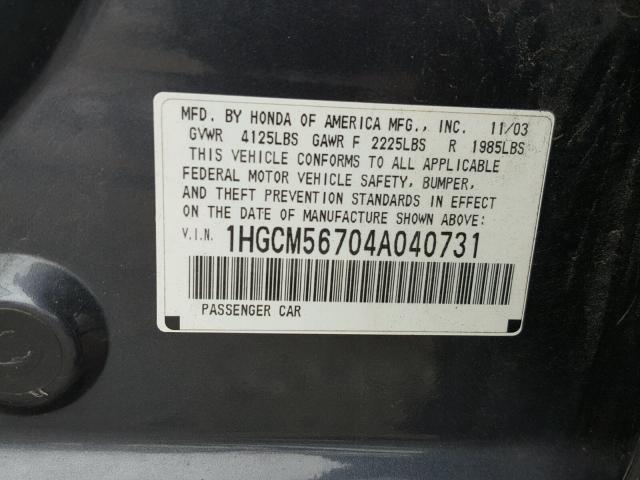 MFD. BY HONDA OF AMERICA MFG., INC. 11/03
GVWR 4125LBS GAWR F 2225LBS R 1985LBS
THIS VEHICLE CONFORMS TO ALL APPLICABLE
FEDERAL MOTOR VEHICLE SAFETY, BUMPER,
AND THEFT PREVENTION STANDARDS IN EFFECT
ON THE DATE OF MANUFACTURE SHOWN ABOVE:
V.I.N. 1HGCM56704A040731
PASSENGER CAR